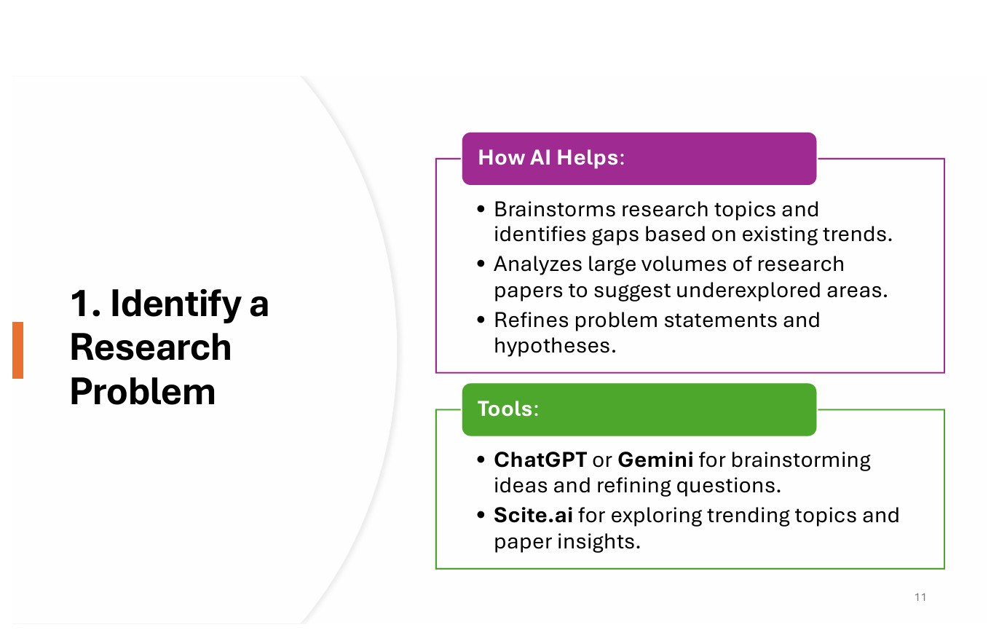 1. Identify a
Research
Problem
How AI Helps:
• Brainstorms research topics and
identifies gaps based on existing trends.
• Analyzes large volumes of research
papers to suggest underexplored areas.
• Refines problem statements and
hypotheses.
Tools:
• ChatGPT or Gemini for brainstorming
ideas and refining questions.
• Scite.ai for exploring trending topics and
paper insights.
11